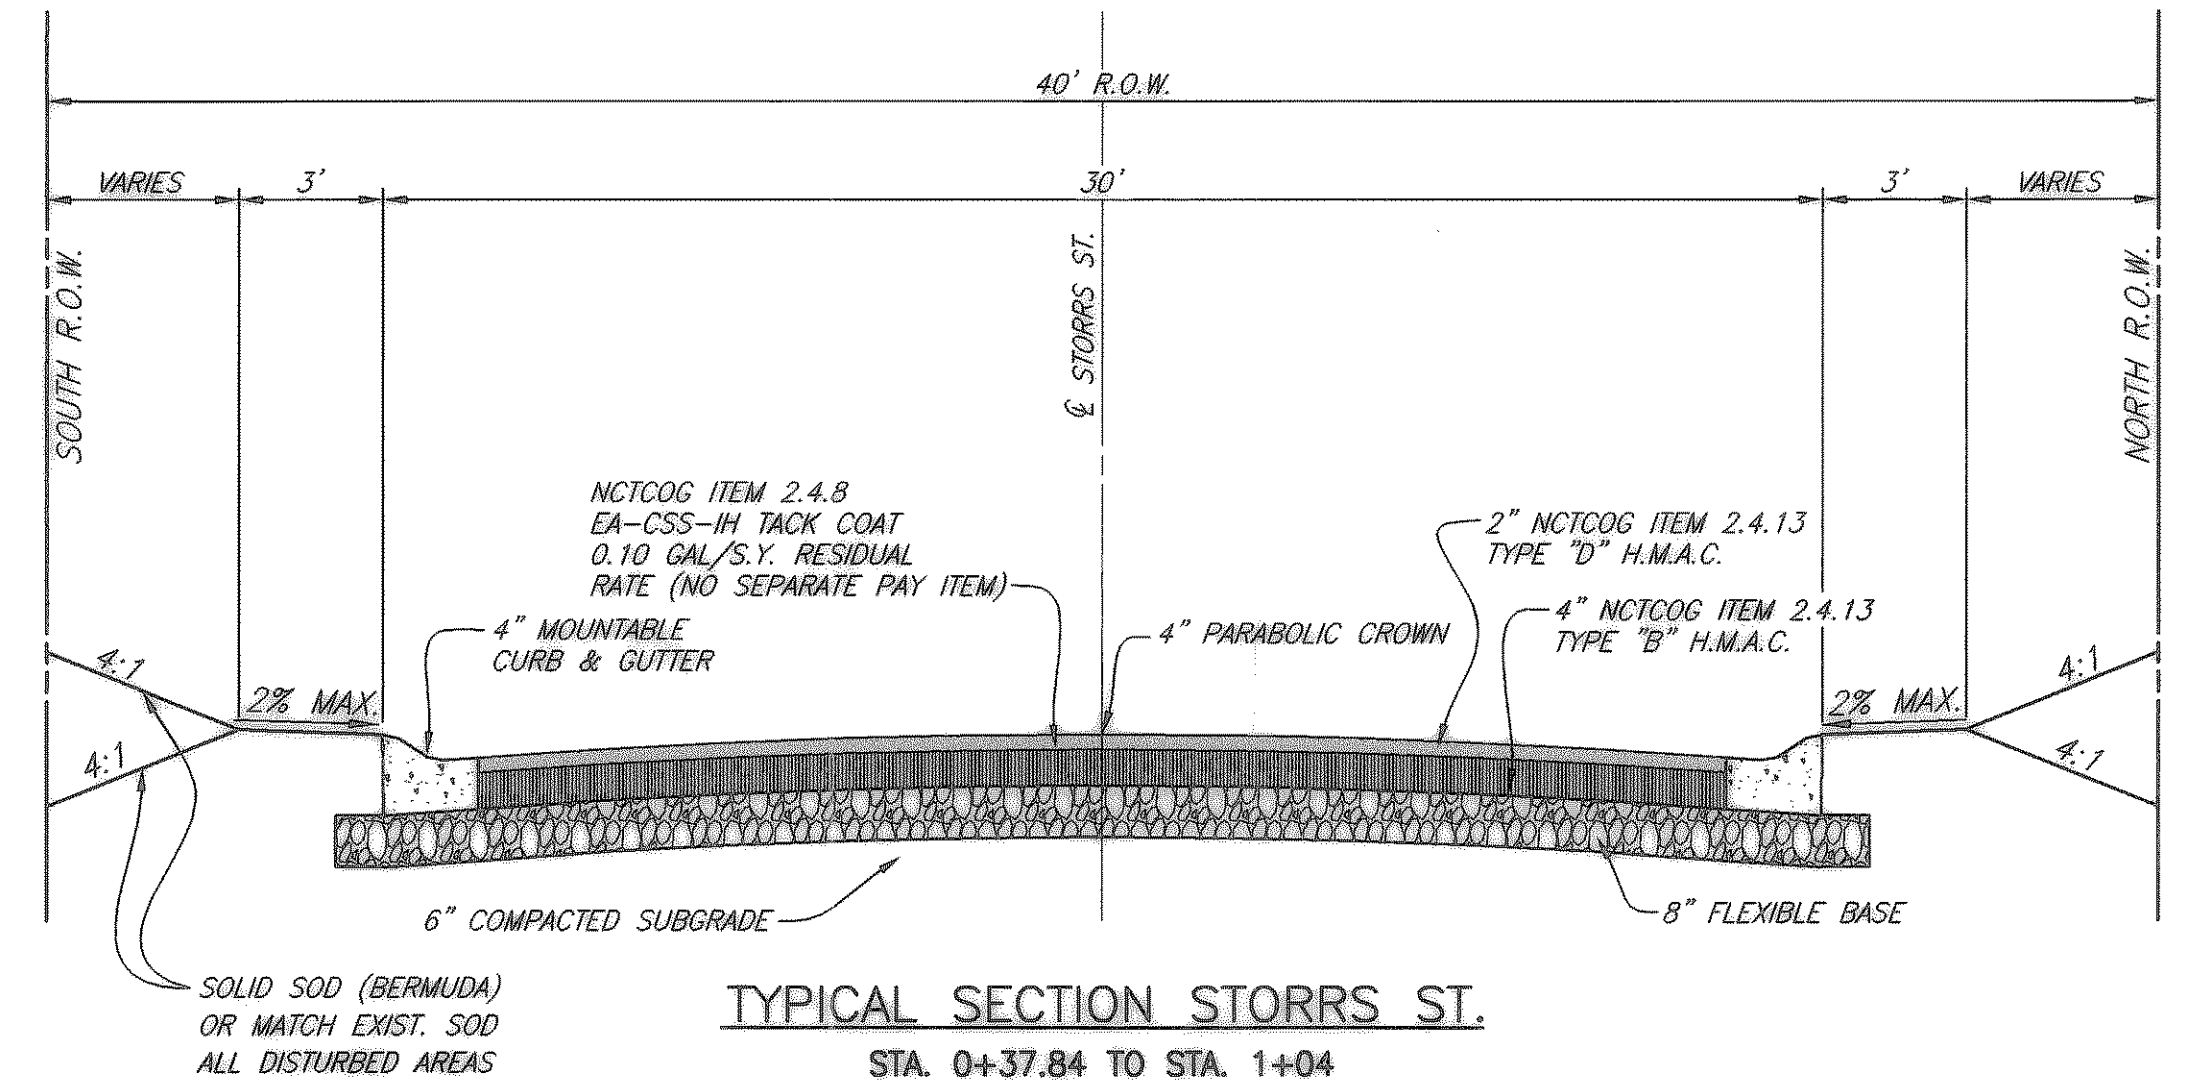 40' R.O.W.
VARIES
3'
30'
3'
VARIES
SOUTH R.O.W.
℄ STORRS ST.
NORTH R.O.W.
NCTCOG ITEM 2.4.8
EA-CSS-IH TACK COAT
0.10 GAL/S.Y. RESIDUAL
RATE (NO SEPARATE PAY ITEM)
2" NCTCOG ITEM 2.4.13
TYPE "D" H.M.A.C.
4" MOUNTABLE
CURB & GUTTER
4" PARABOLIC CROWN
4" NCTCOG ITEM 2.4.13
TYPE "B" H.M.A.C.
4:1
2% MAX.
4:1
2% MAX.
4:1
4:1
6" COMPACTED SUBGRADE
8" FLEXIBLE BASE
SOLID SOD (BERMUDA)
OR MATCH EXIST. SOD
ALL DISTURBED AREAS
TYPICAL SECTION STORRS ST.
STA. 0+37.84 TO STA. 1+04